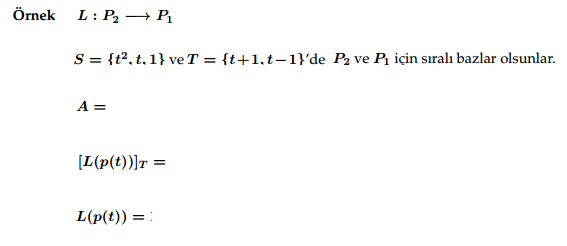 Örnek L : P₂ ⟶ P₁
S = {t², t, 1} ve T = {t+1, t−1}'de P₂ ve P₁ için sıralı bazlar olsunlar.
A =
[L(p(t))]_T =
L(p(t)) = :